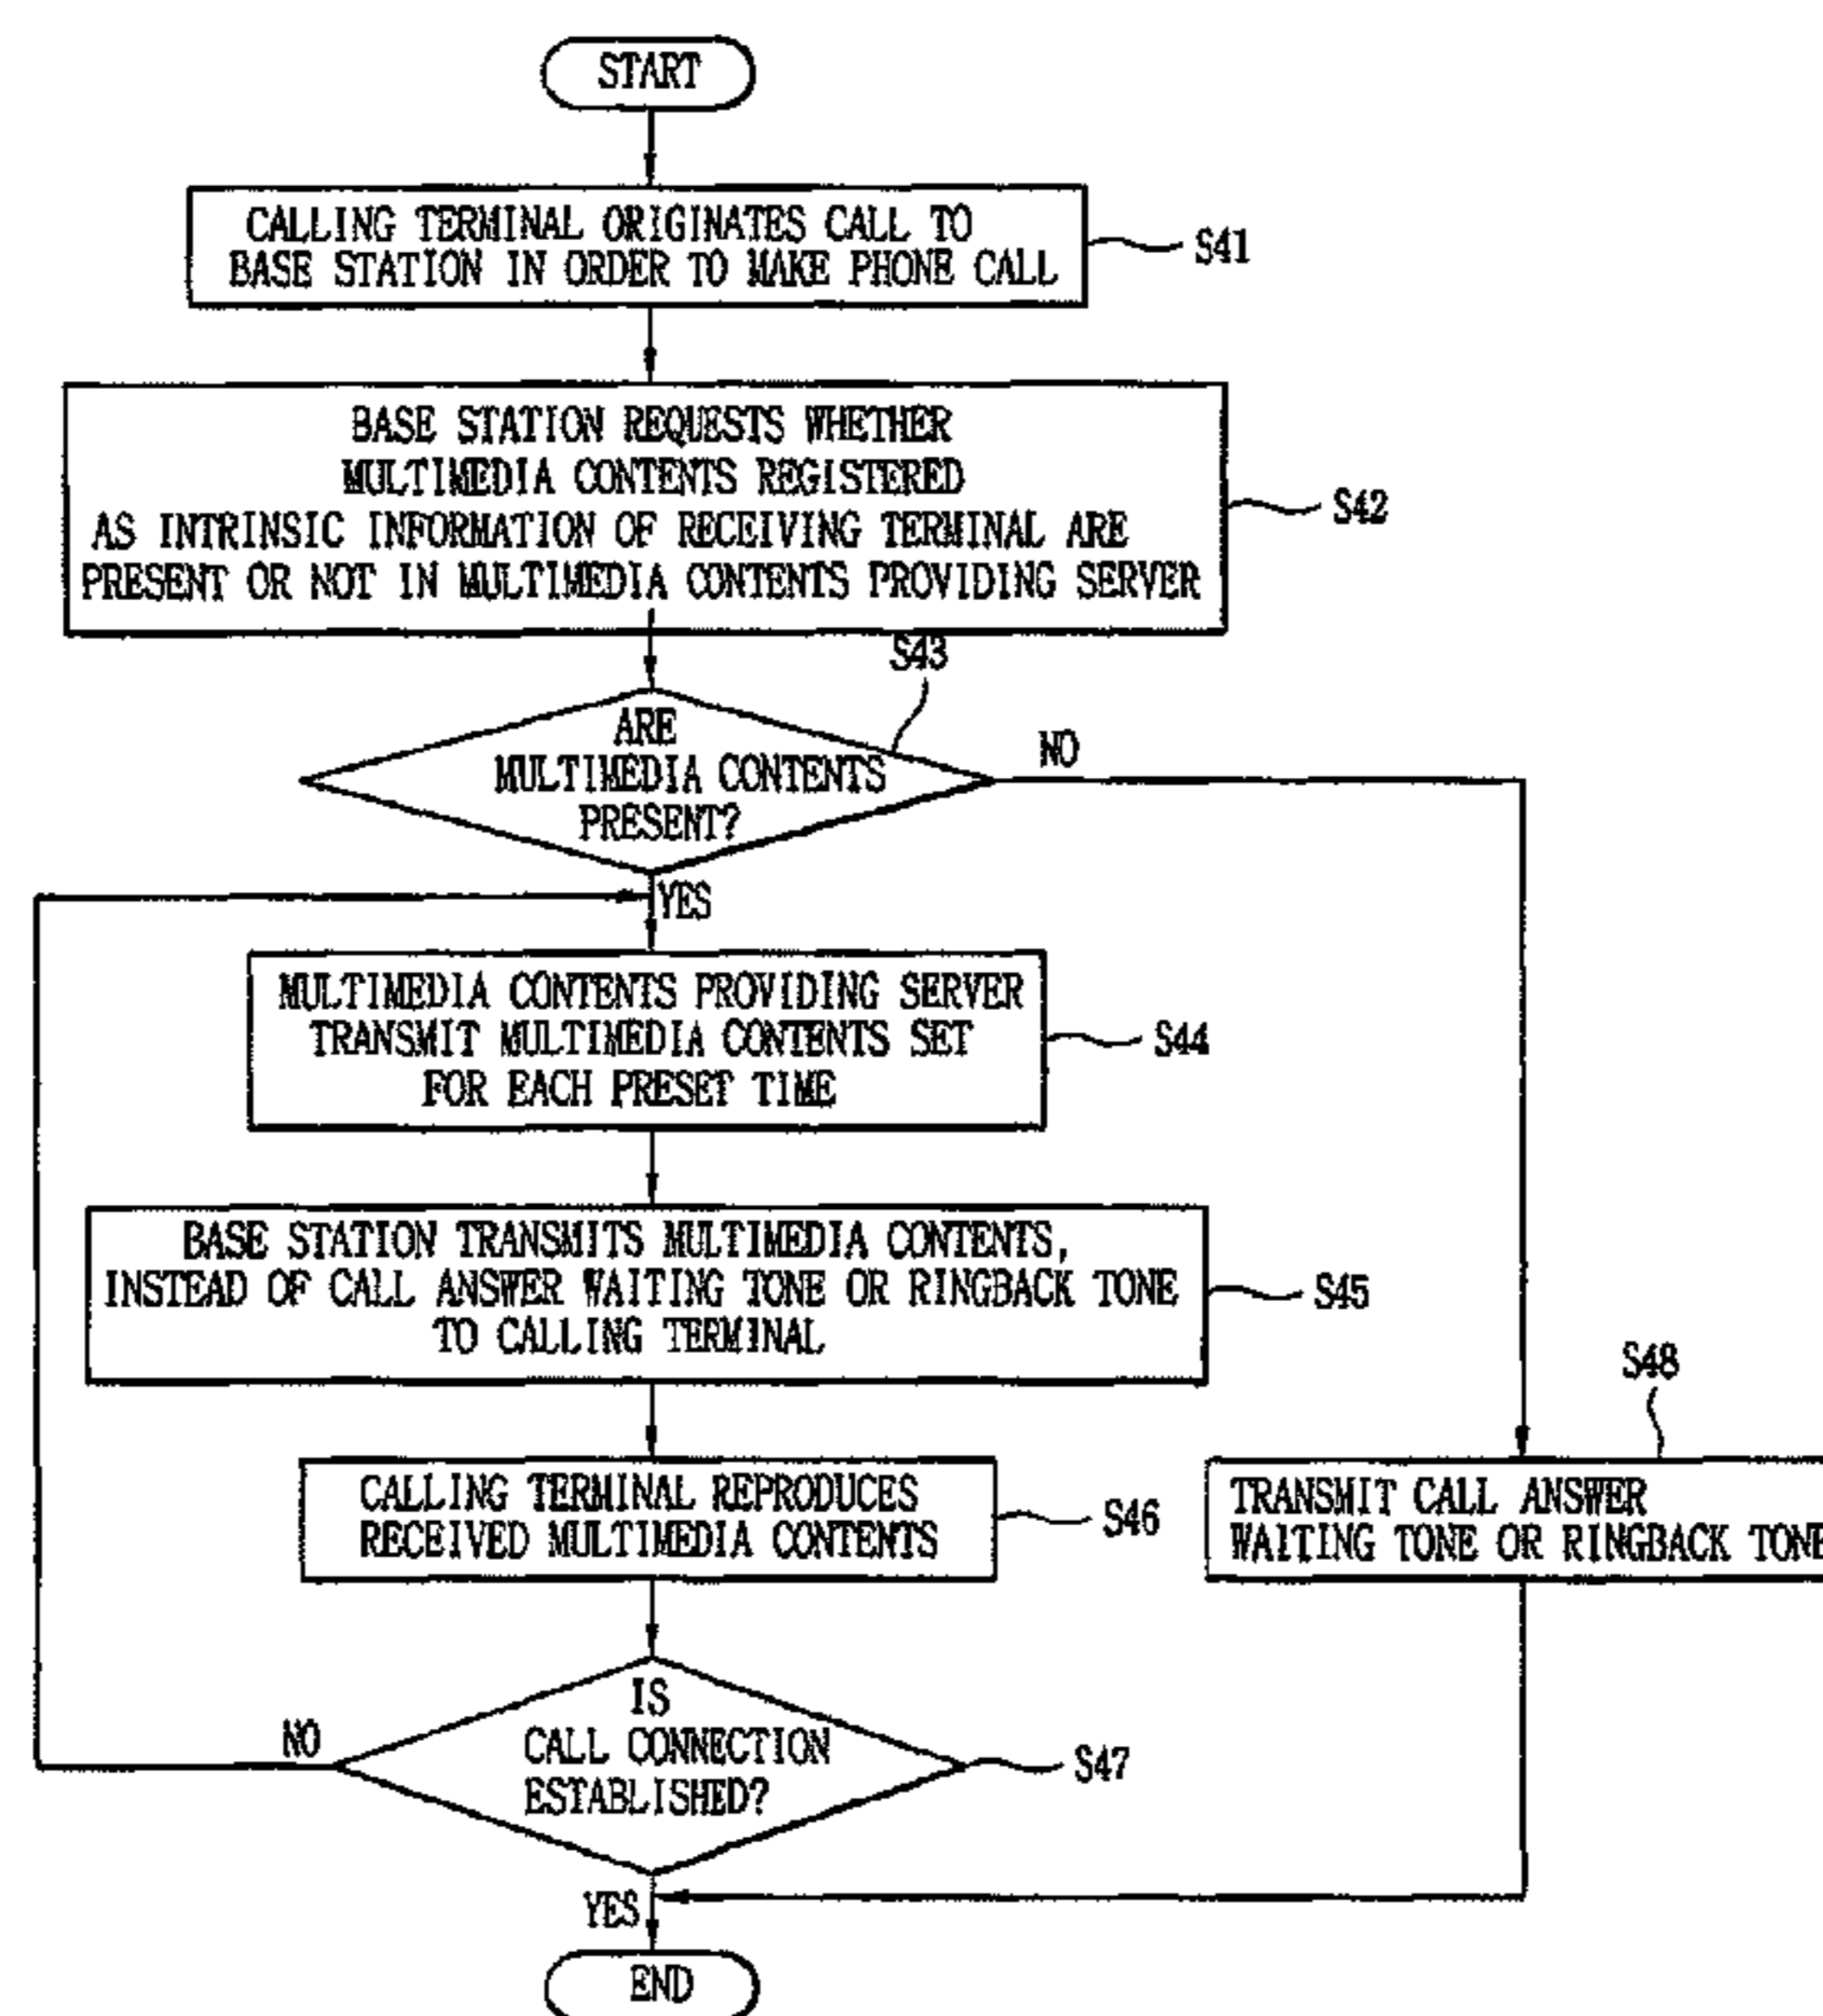 START
CALLING TERMINAL ORIGINATES CALL TO
BASE STATION IN ORDER TO MAKE PHONE CALL
S41
BASE STATION REQUESTS WHETHER
MULTIMEDIA CONTENTS REGISTERED
AS INTRINSIC INFORMATION OF RECEIVING TERMINAL ARE
PRESENT OR NOT IN MULTIMEDIA CONTENTS PROVIDING SERVER
S42
S43
ARE
MULTIMEDIA CONTENTS
PRESENT?
NO
YES
MULTIMEDIA CONTENTS PROVIDING SERVER
TRANSMIT MULTIMEDIA CONTENTS SET
FOR EACH PRESET TIME
S44
BASE STATION TRANSMITS MULTIMEDIA CONTENTS,
INSTEAD OF CALL ANSWER WAITING TONE OR RINGBACK TONE
TO CALLING TERMINAL
S45
S48
CALLING TERMINAL REPRODUCES
RECEIVED MULTIMEDIA CONTENTS
S46
TRANSMIT CALL ANSWER
WAITING TONE OR RINGBACK TONE
IS
CALL CONNECTION
ESTABLISHED?
NO
S47
YES
END